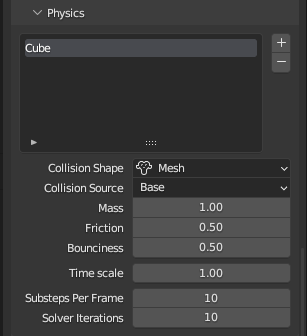 Physics
Cube
Collision Shape Mesh
Collision Source Base
Mass 1.00
Friction 0.50
Bounciness 0.50
Time scale 1.00
Substeps Per Frame 10
Solver Iterations 10